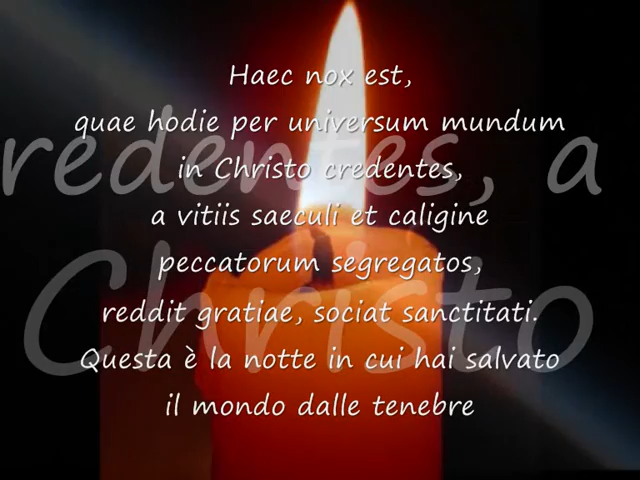 Haec nox est,
quae hodie per universum mundum
in Christo credentes,
a vitiis saeculi et caligine
peccatorum segregatos,
reddit gratiae, sociat sanctitati.
Questa è la notte in cui hai salvato
il mondo dalle tenebre
redentes, a
Christo